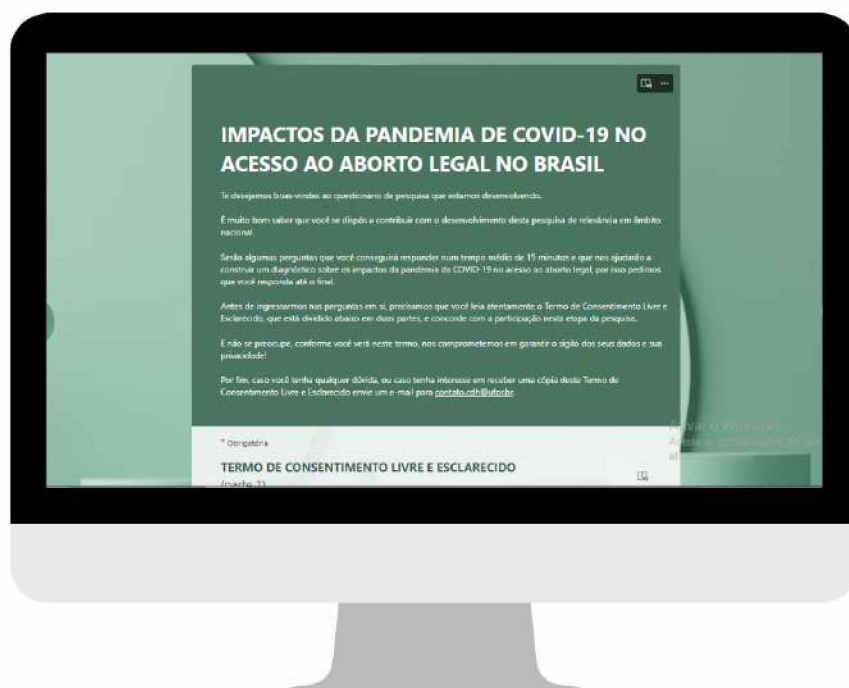 IMPACTOS DA PANDEMIA DE COVID-19 NO
ACESSO AO ABORTO LEGAL NO BRASIL
Te desejamos boas-vindas ao questionário de pesquisa que estamos desenvolvendo.
É muito bom saber que você se dispôs a contribuir com o desenvolvimento desta pesquisa de relevância em âmbito
nacional.
Serão algumas perguntas que você conseguirá responder num tempo médio de 15 minutos e que nos ajudarão a
construir um diagnóstico sobre os impactos da pandemia da COVID-19 no acesso ao aborto legal, por isso pedimos
que você responda até o final.
Antes de ingressarmos nas perguntas em si, precisamos que você leia atentamente o Termo de Consentimento Livre e
Esclarecido, que está dividido abaixo em duas partes, e concorde com a participação nesta etapa da pesquisa.
E não se preocupe, conforme você verá neste termo, nos comprometemos em garantir o sigilo dos seus dados e sua
privacidade!
Por fim, caso você tenha qualquer dúvida, ou caso tenha interesse em receber uma cópia deste Termo de
Consentimento Livre e Esclarecido envie um e-mail para contato.cdh@ufpr.br.
* Obrigatória
TERMO DE CONSENTIMENTO LIVRE E ESCLARECIDO
Ativar o Windows